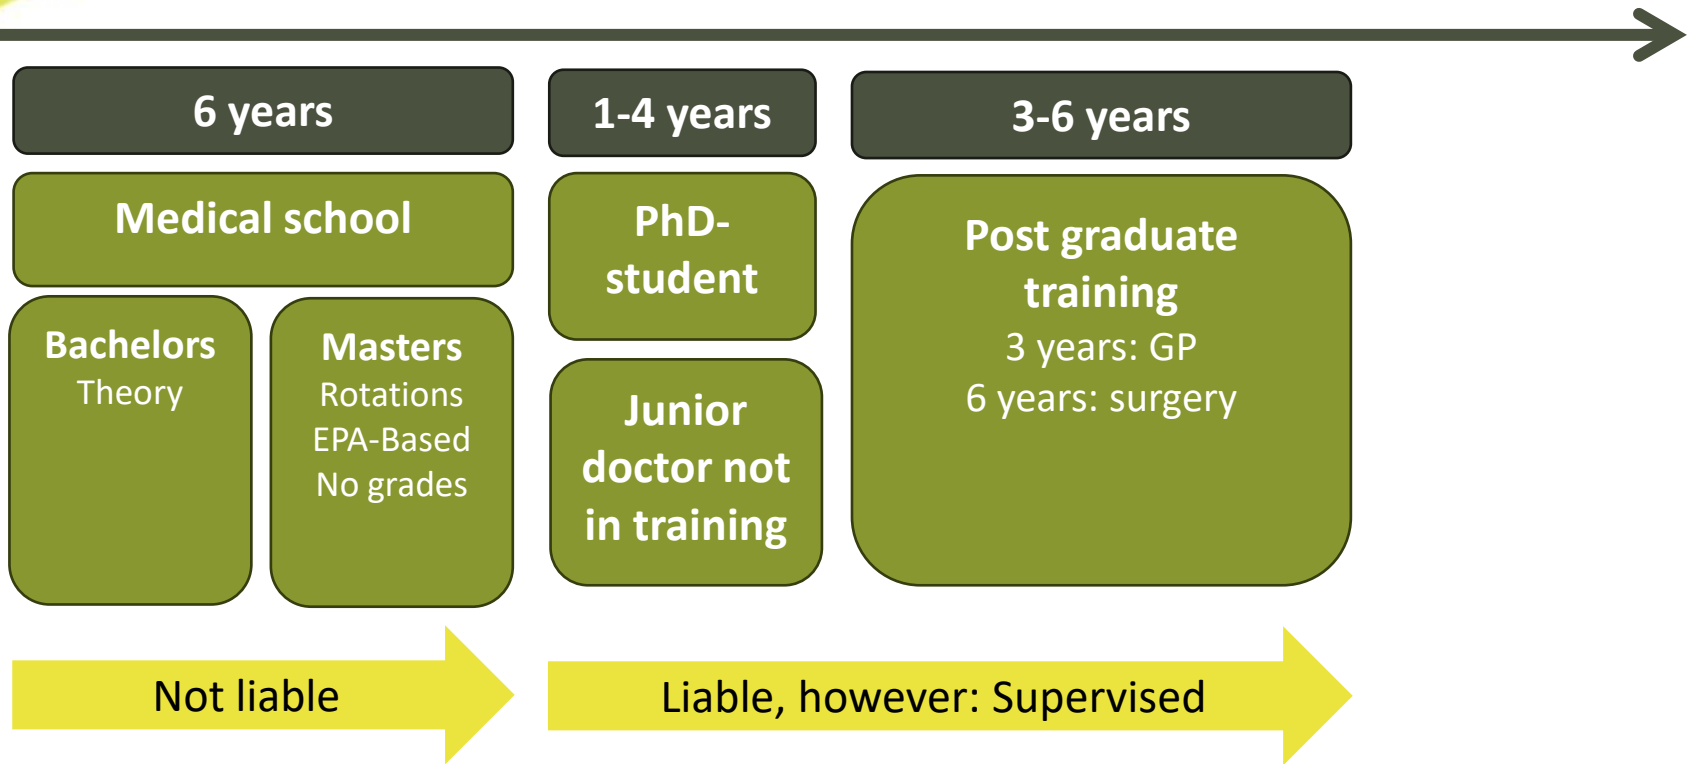 6 years
1-4 years
3-6 years
Medical school
Bachelors
Theory
Masters
Rotations
EPA-Based
No grades
PhD-
student
Junior
doctor not
in training
Post graduate
training
3 years: GP
6 years: surgery
Not liable
Liable, however: Supervised